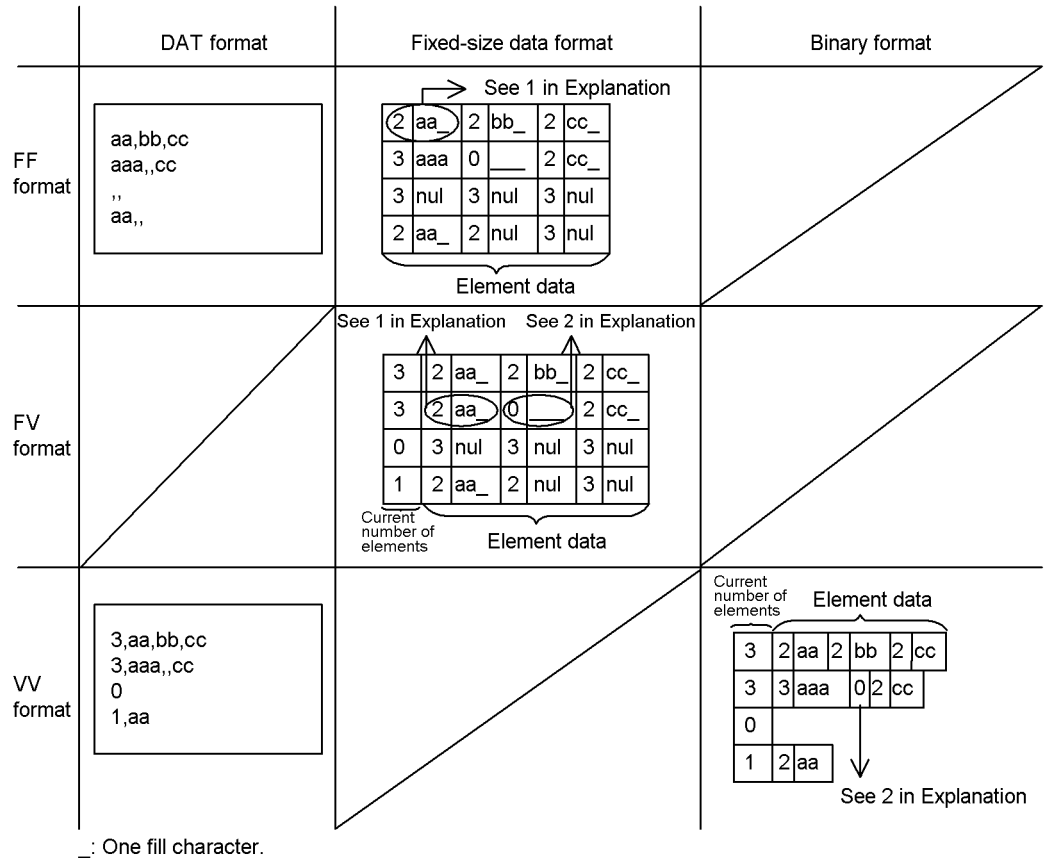 DAT format Fixed-size data format Binary format
FF
format
aa,bb,cc
aaa,,cc
,,
aa,,
See 1 in Explanation
2 aa_ 2 bb_ 2 cc_
3 aaa 0 ___ 2 cc_
3 nul 3 nul 3 nul
2 aa_ 2 nul 3 nul
Element data
FV
format
See 1 in Explanation See 2 in Explanation
3 2 aa_ 2 bb_ 2 cc_
3 2 aa_ 0 ___ 2 cc_
0 3 nul 3 nul 3 nul
1 2 aa_ 2 nul 3 nul
Current
number of
elements
Element data
VV
format
3,aa,bb,cc
3,aaa,,cc
0
1,aa
Current
number of
elements
Element data
3 2 aa 2 bb 2 cc
3 3 aaa 0 2 cc
0
1 2 aa
See 2 in Explanation
_: One fill character.